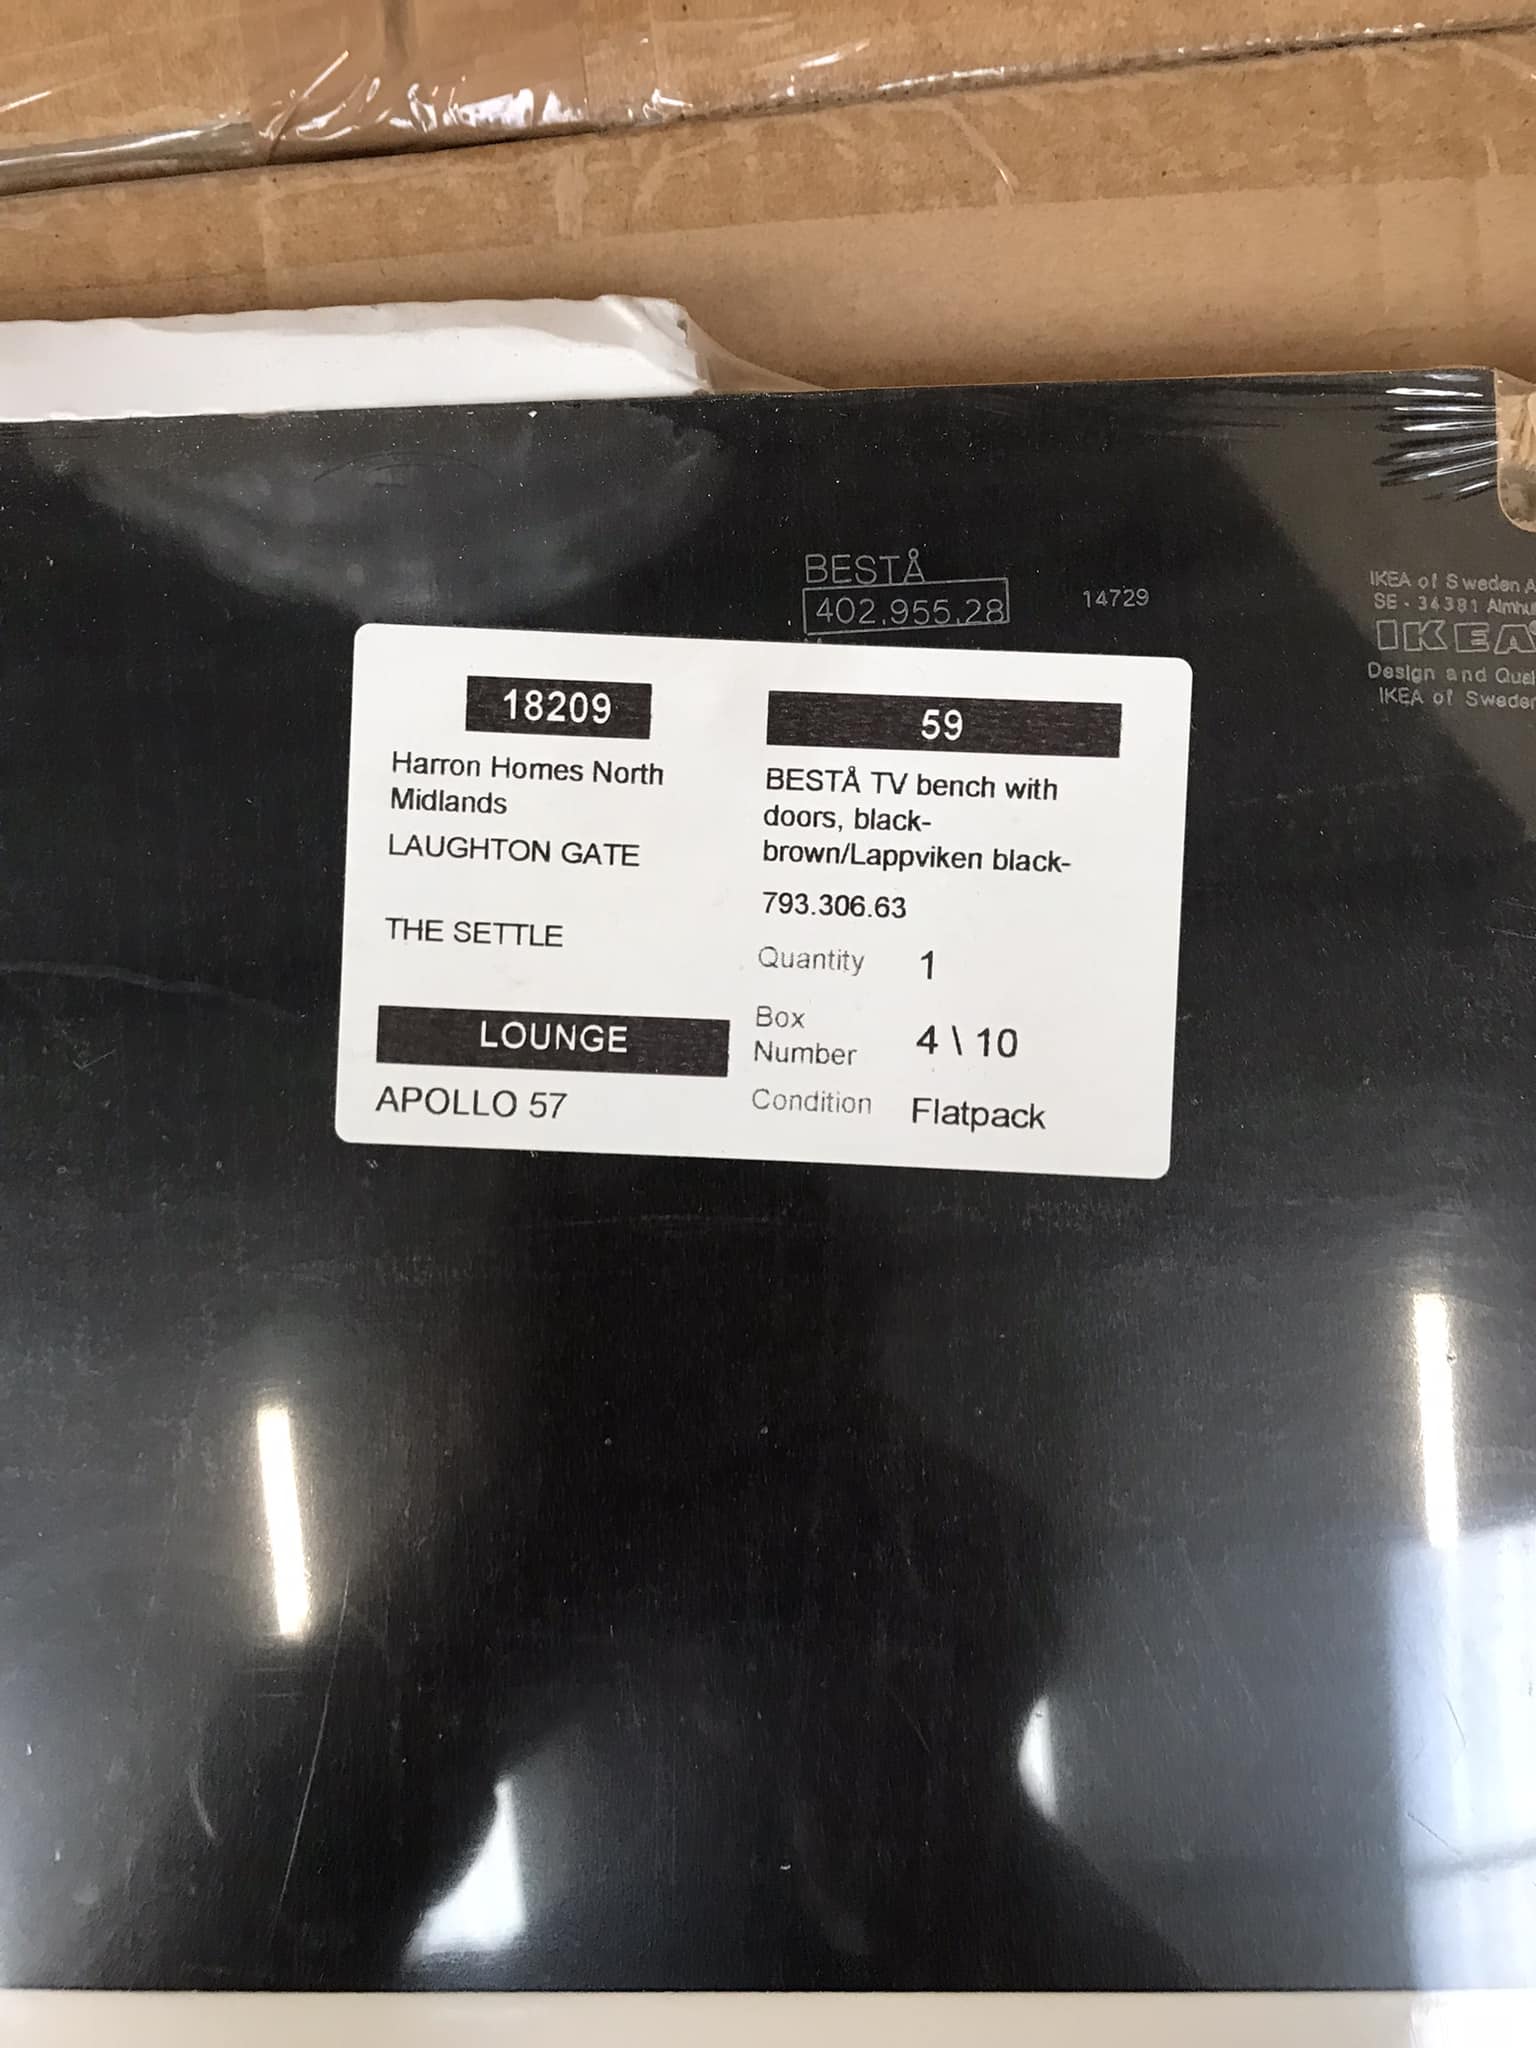 BESTÅ
402.955.28
14729
IKEA of Sweden
SE - 34381
IKEA
Design and
IKEA of
18209
Harron Homes North
Midlands
LAUGHTON GATE
THE SETTLE
LOUNGE
APOLLO 57
59
BESTÅ TV bench with
doors, black-
brown/Lappviken black-
793.306.63
Quantity 1
Box
Number 4 \ 10
Condition Flatpack